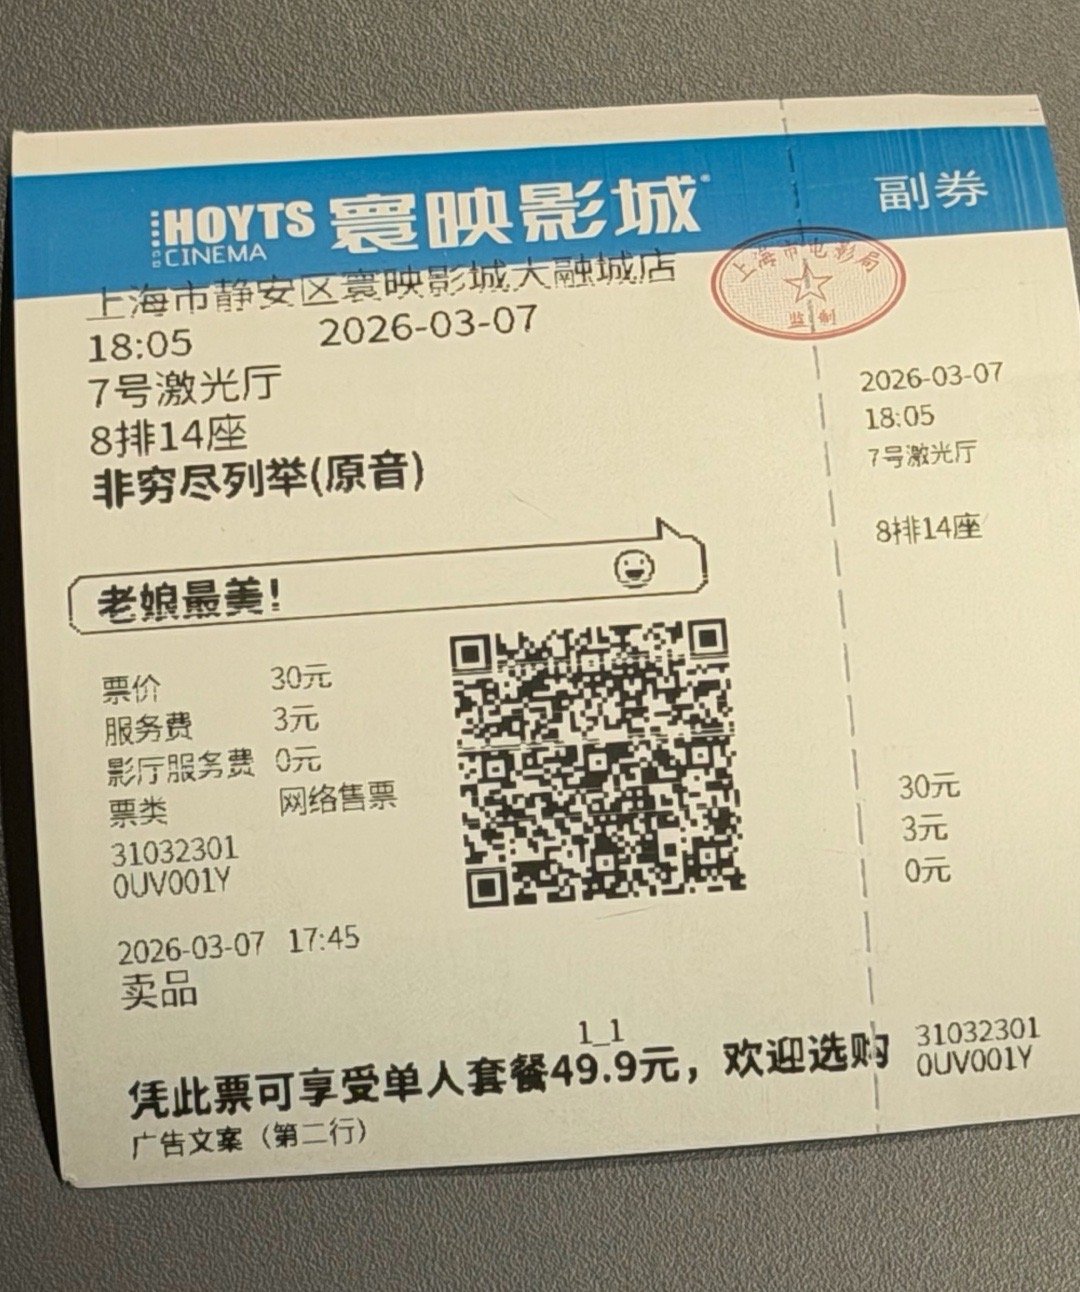 HOYTS
CINEMA
寰映影城
副券
上海市电影局
监制
上海市静安区寰映影城大融城店
18:05 2026-03-07
7号激光厅
8排14座
非穷尽列举(原音)
老娘最美!
票价 30元
服务费 3元
影厅服务费 0元
票类 网络售票
31032301
0UV001Y
2026-03-07 17:45
卖品
1_1
凭此票可享受单人套餐49.9元，欢迎选购
广告文案（第二行）
2026-03-07
18:05
7号激光厅
8排14座
30元
3元
0元
31032301
0UV001Y